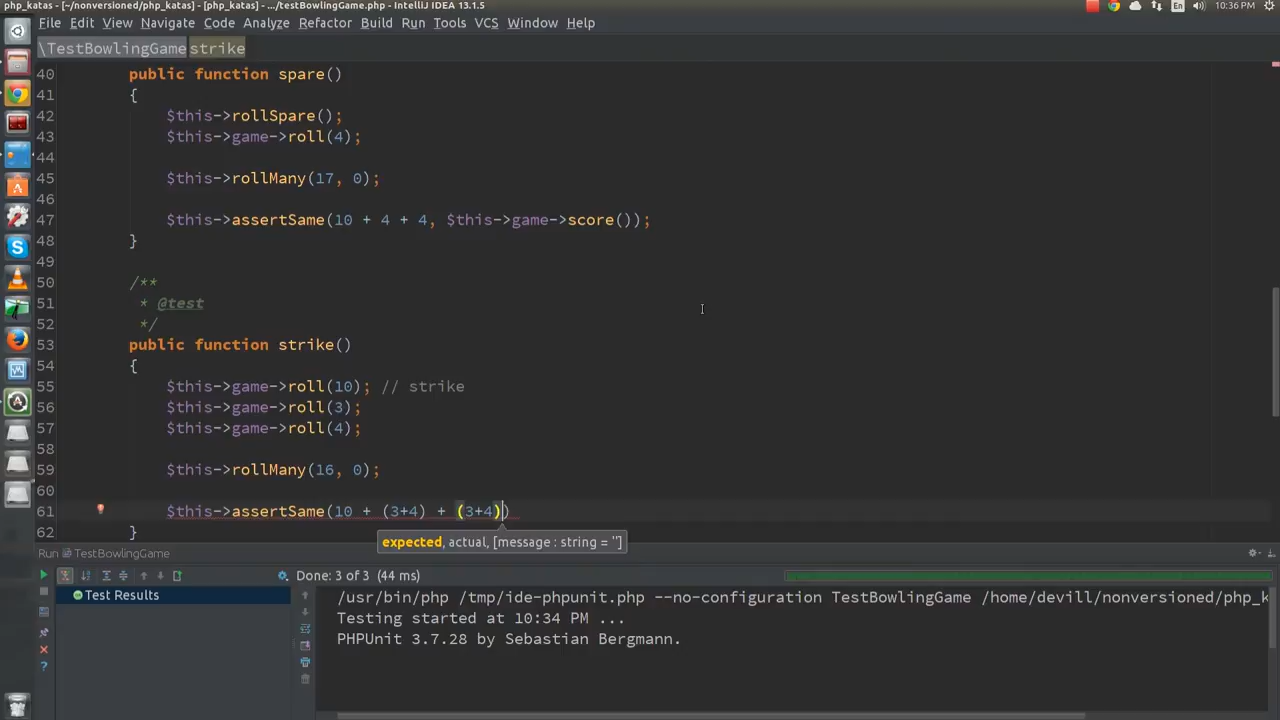 php_katas - [~/nonversioned/php_katas] - [php_katas] - .../testBowlingGame.php - IntelliJ IDEA 13.1.5
En
10:36 PM
File Edit View Navigate Code Analyze Refactor Build Run Tools VCS Window Help
\TestBowlingGame strike
40 public function spare()
41 {
42 $this->rollSpare();
43 $this->game->roll(4);
44
45 $this->rollMany(17, 0);
46
47 $this->assertSame(10 + 4 + 4, $this->game->score());
48 }
49
50 /**
51 * @test
52 */
53 public function strike()
54 {
55 $this->game->roll(10); // strike
56 $this->game->roll(3);
57 $this->game->roll(4);
58
59 $this->rollMany(16, 0);
60
61 $this->assertSame(10 + (3+4) + (3+4))
62 }
expected, actual, [message : string = '']
Run TestBowlingGame
Done: 3 of 3 (44 ms)
Test Results
/usr/bin/php /tmp/ide-phpunit.php --no-configuration TestBowlingGame /home/devill/nonversioned/php_k
Testing started at 10:34 PM ...
PHPUnit 3.7.28 by Sebastian Bergmann.